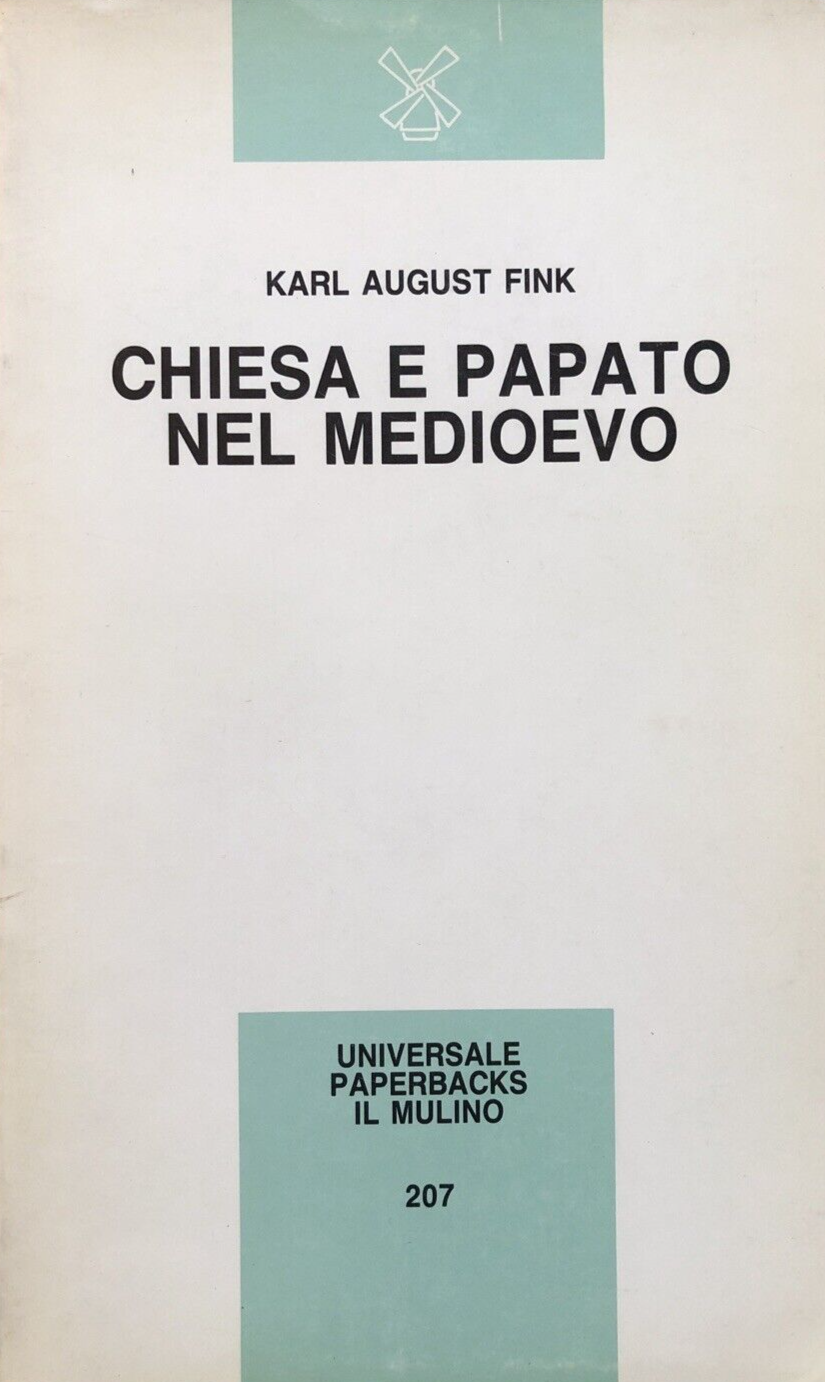 KARL AUGUST FINK
CHIESA E PAPATO
NEL MEDIOEVO
UNIVERSALE
PAPERBACKS
IL MULINO
207